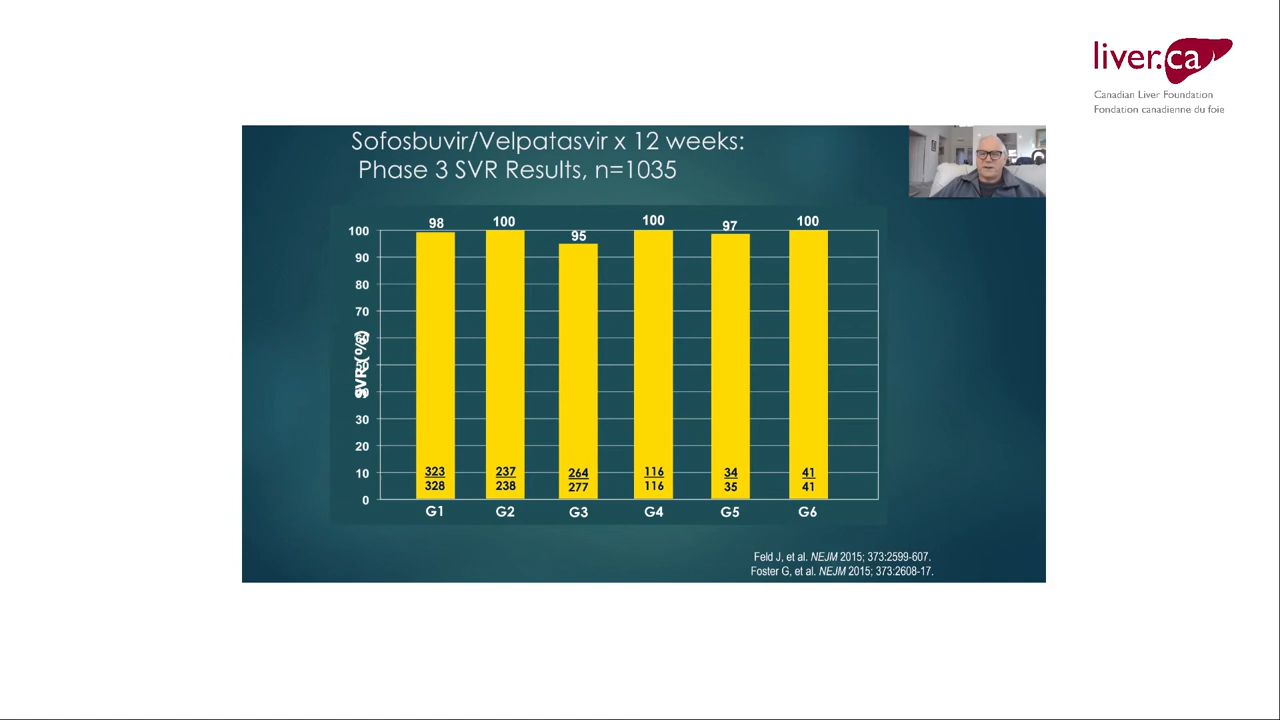 liver.ca
Canadian Liver Foundation
Fondation canadienne du foie
Sofosbuvir/Velpatasvir x 12 weeks:
Phase 3 SVR Results, n=1035
98
100
95
100
97
100
100
90
80
70
60
50
40
30
20
10
0
SVR (%)
323
328
237
238
264
277
116
116
34
35
41
41
G1
G2
G3
G4
G5
G6
Feld J, et al. NEJM 2015; 373:2599-607.
Foster G, et al. NEJM 2015; 373:2608-17.